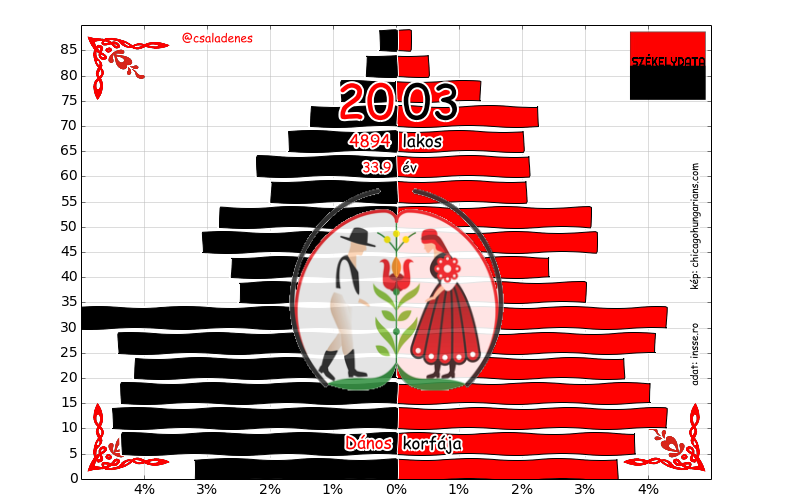 @csaladenes
SZÉKELYDATA
2003
4894 lakos
33.9 év
kép: chicagohungarians.com
adat: insse.ro
Dános korfája
85
80
75
70
65
60
55
50
45
40
35
30
25
20
15
10
5
0
4% 3% 2% 1% 0% 1% 2% 3% 4%